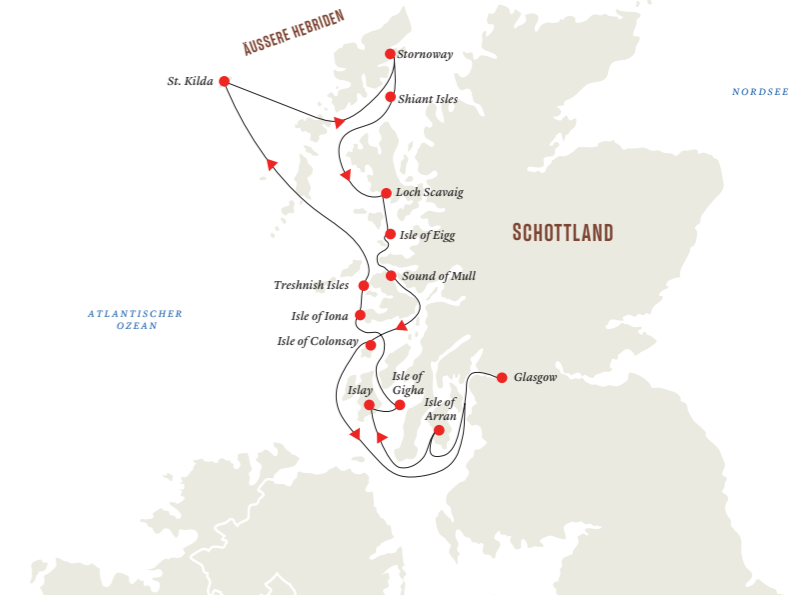 ÄUSSERE HEBRIDEN
Stornoway
St. Kilda
NORDSEE
Shiant Isles
Loch Scavaig
SCHOTTLAND
Isle of Eigg
Sound of Mull
Treshnish Isles
ATLANTISCHER
OZEAN
Isle of Iona
Isle of Colonsay
Isle of
Gigha
Glasgow
Islay
Isle of
Arran